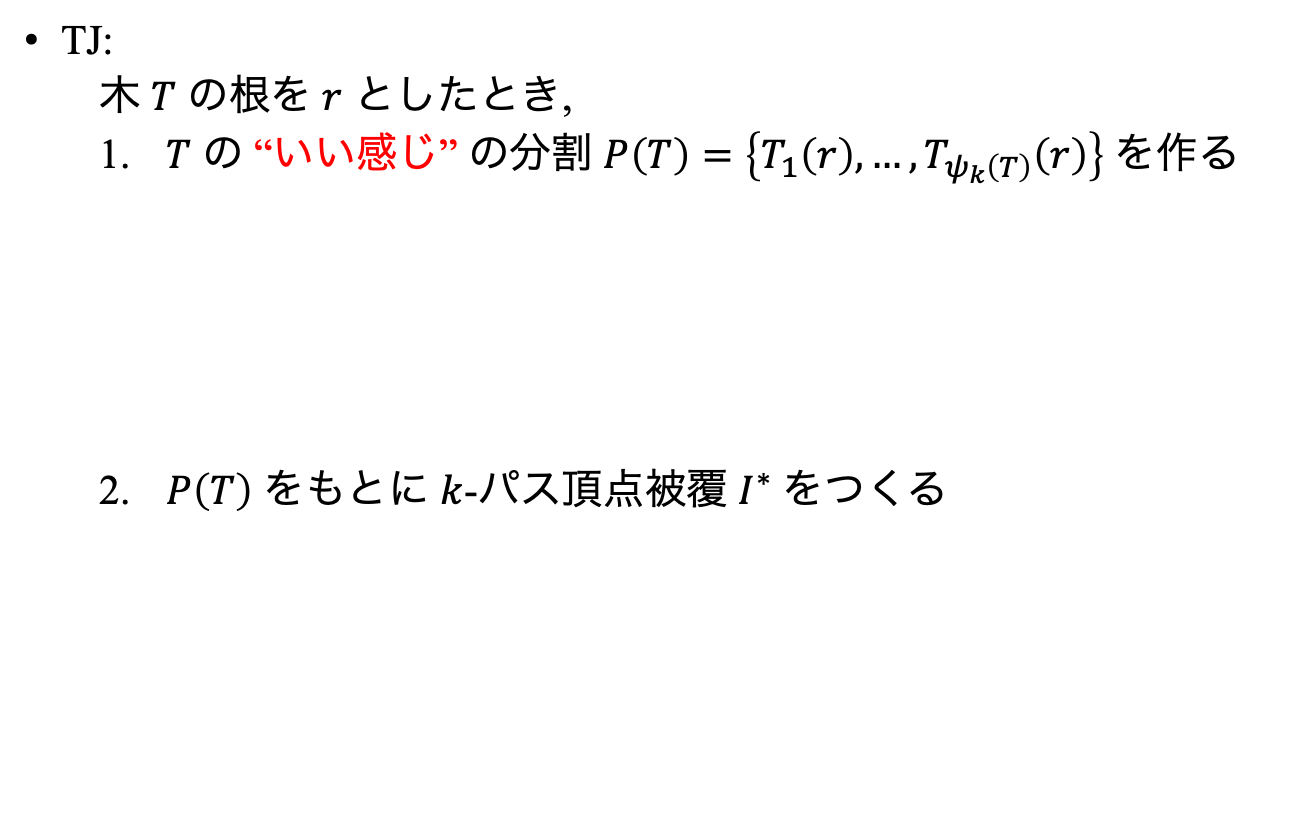 • TJ:
木 T の根を r としたとき,
1. T の “いい感じ” の分割 P(T) = {T₁(r), … , T_{ψₖ(T)}(r)} を作る
2. P(T) をもとに k-パス頂点被覆 I* をつくる